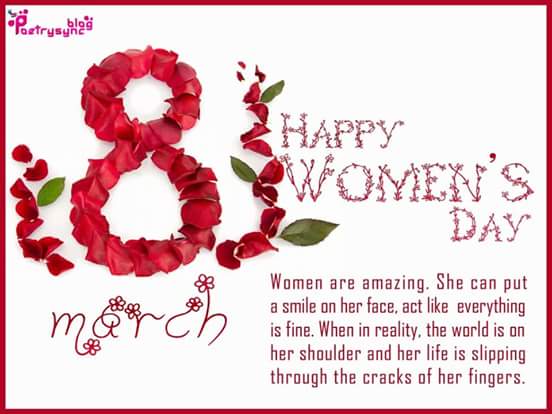 Poetrysync blog
8
march
HAPPY
WOMEN'S
DAY
Women are amazing. She can put
a smile on her face, act like everything
is fine. When in reality, the world is on
her shoulder and her life is slipping
through the cracks of her fingers.